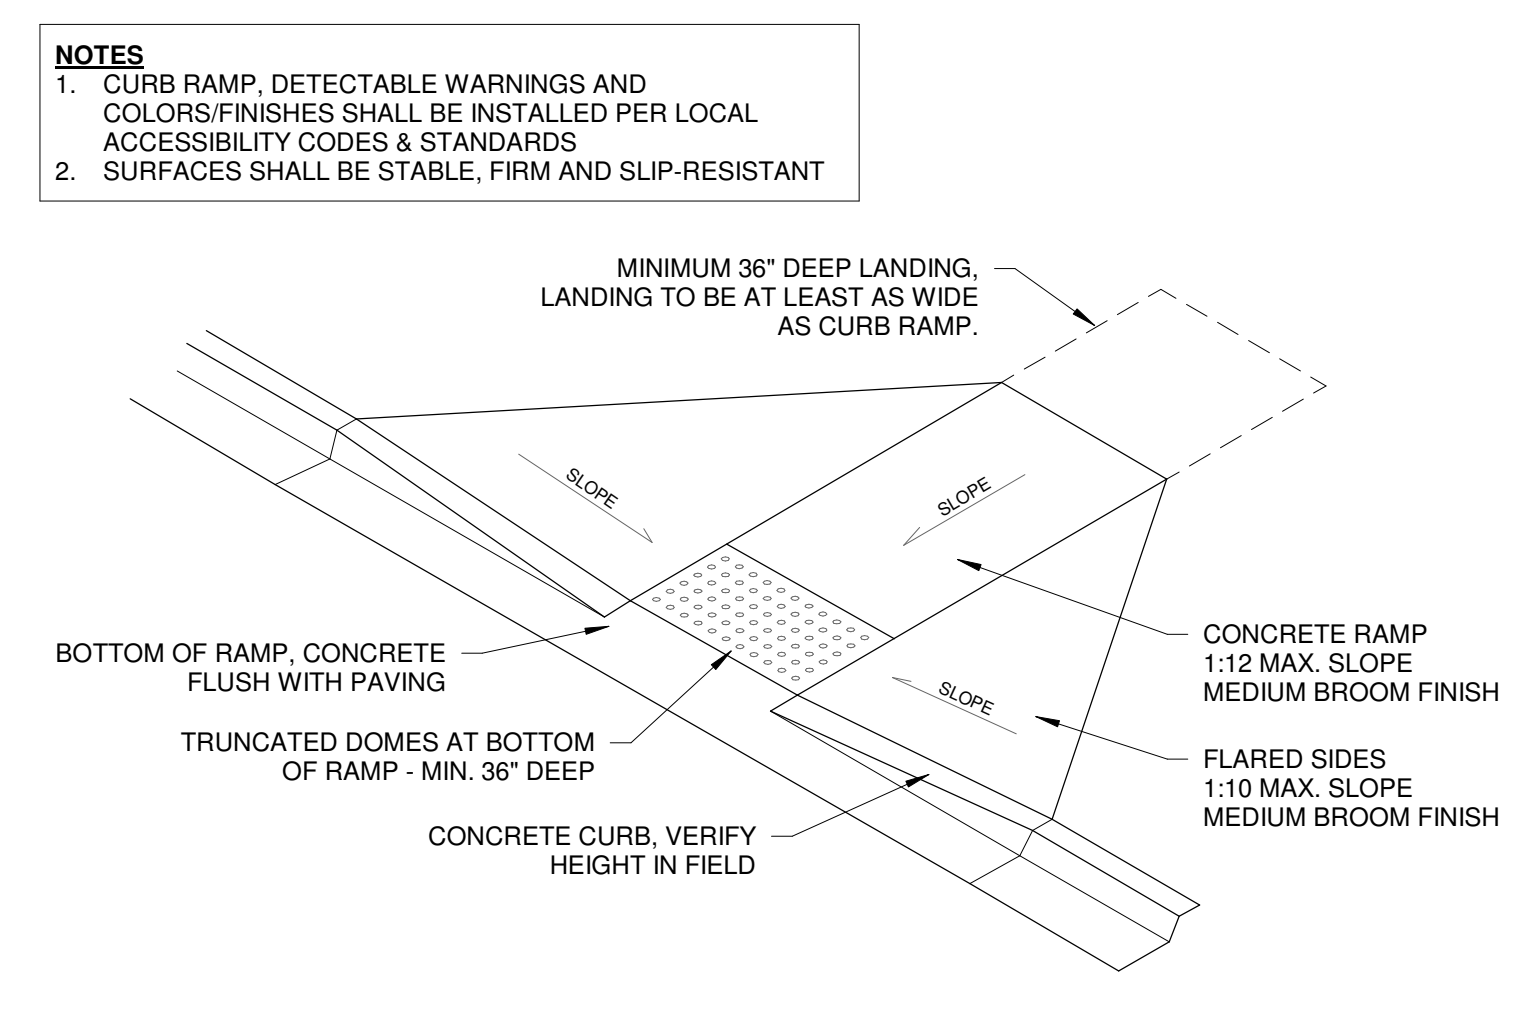 NOTES
1. CURB RAMP, DETECTABLE WARNINGS AND
COLORS/FINISHES SHALL BE INSTALLED PER LOCAL
ACCESSIBILITY CODES & STANDARDS
2. SURFACES SHALL BE STABLE, FIRM AND SLIP-RESISTANT
MINIMUM 36" DEEP LANDING,
LANDING TO BE AT LEAST AS WIDE
AS CURB RAMP.
SLOPE
SLOPE
BOTTOM OF RAMP, CONCRETE
FLUSH WITH PAVING
CONCRETE RAMP
1:12 MAX. SLOPE
MEDIUM BROOM FINISH
SLOPE
TRUNCATED DOMES AT BOTTOM
OF RAMP - MIN. 36" DEEP
FLARED SIDES
1:10 MAX. SLOPE
MEDIUM BROOM FINISH
CONCRETE CURB, VERIFY
HEIGHT IN FIELD